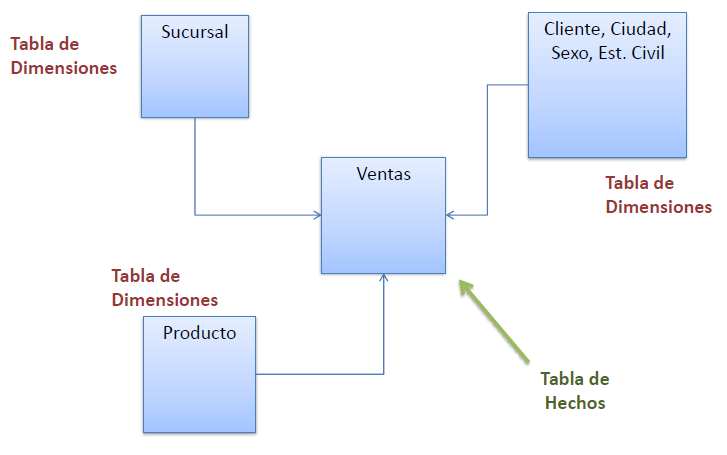 Tabla de
Dimensiones
Sucursal
Cliente, Ciudad,
Sexo, Est. Civil
Ventas
Tabla de
Dimensiones
Tabla de
Dimensiones
Producto
Tabla de
Hechos